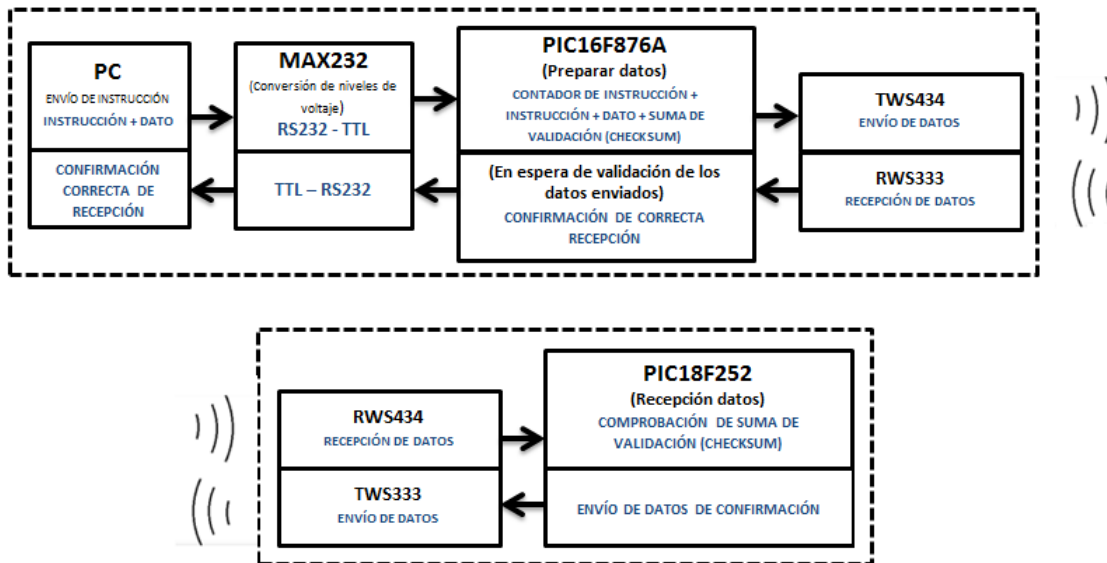 PC
ENVÍO DE INSTRUCCIÓN
INSTRUCCIÓN + DATO
CONFIRMACIÓN
CORRECTA DE
RECEPCIÓN
MAX232
(Conversión de niveles de
voltaje)
RS232 - TTL
TTL – RS232
PIC16F876A
(Preparar datos)
CONTADOR DE INSTRUCCIÓN +
INSTRUCCIÓN + DATO + SUMA DE
VALIDACIÓN (CHECKSUM)
(En espera de validación de los
datos enviados)
CONFIRMACIÓN DE CORRECTA
RECEPCIÓN
TWS434
ENVÍO DE DATOS
RWS333
RECEPCIÓN DE DATOS
RWS434
RECEPCIÓN DE DATOS
TWS333
ENVÍO DE DATOS
PIC18F252
(Recepción datos)
COMPROBACIÓN DE SUMA DE
VALIDACIÓN (CHECKSUM)
ENVÍO DE DATOS DE CONFIRMACIÓN